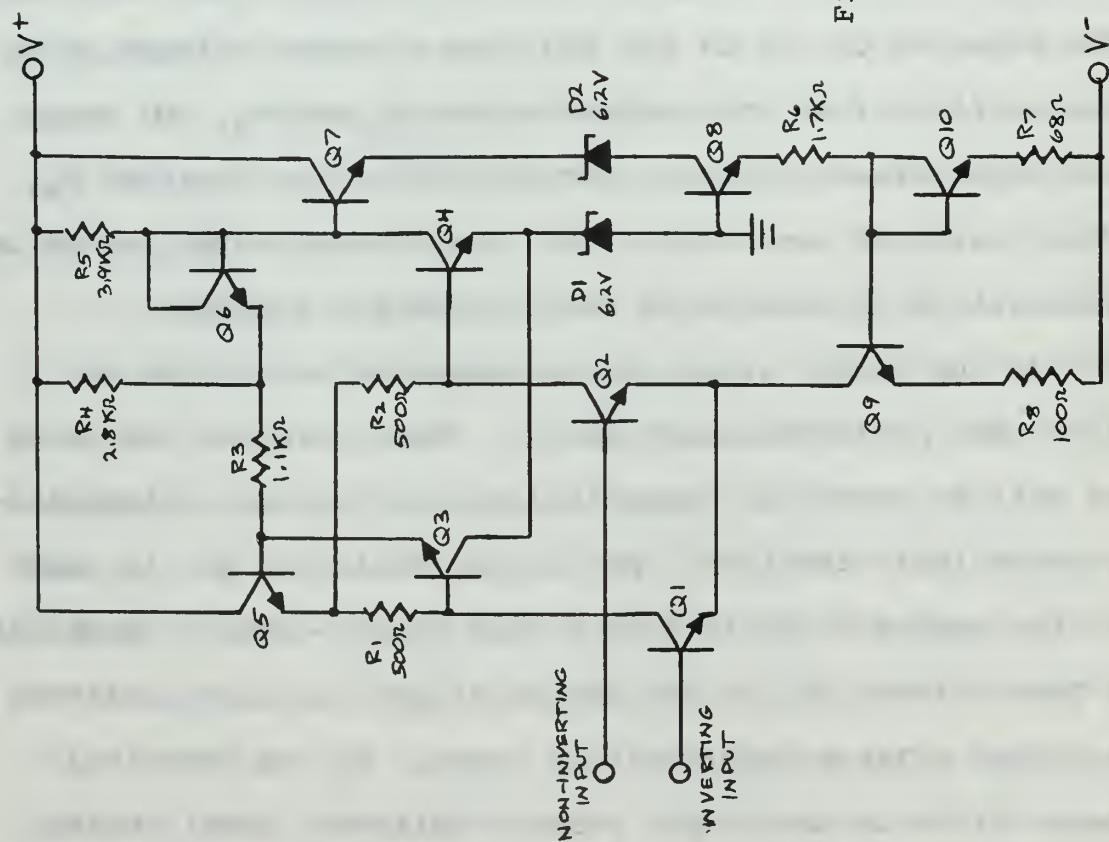 V+
R5
3.9KΩ
R4
2.8KΩ
Q6
Q7
R3
1.1KΩ
Q5
Q4
R2
500Ω
R1
500Ω
Q3
D1
6.2V
D2
6.2V
Q2
Q8
NON-INVERTING
INPUT
Q1
INVERTING
INPUT
R6
1.7KΩ
Q9
Q10
R8
100Ω
R7
68Ω
V-